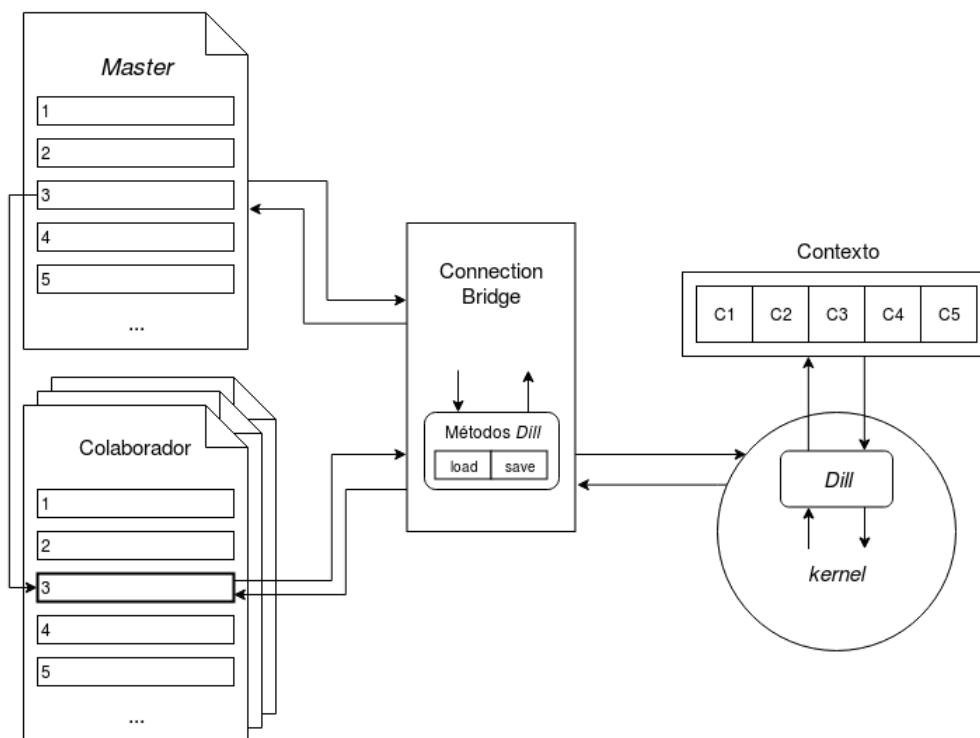 Master
1
2
3
4
5
...
Colaborador
1
2
3
4
5
...
Connection
Bridge
Métodos Dill
load save
Contexto
C1 C2 C3 C4 C5
Dill
kernel